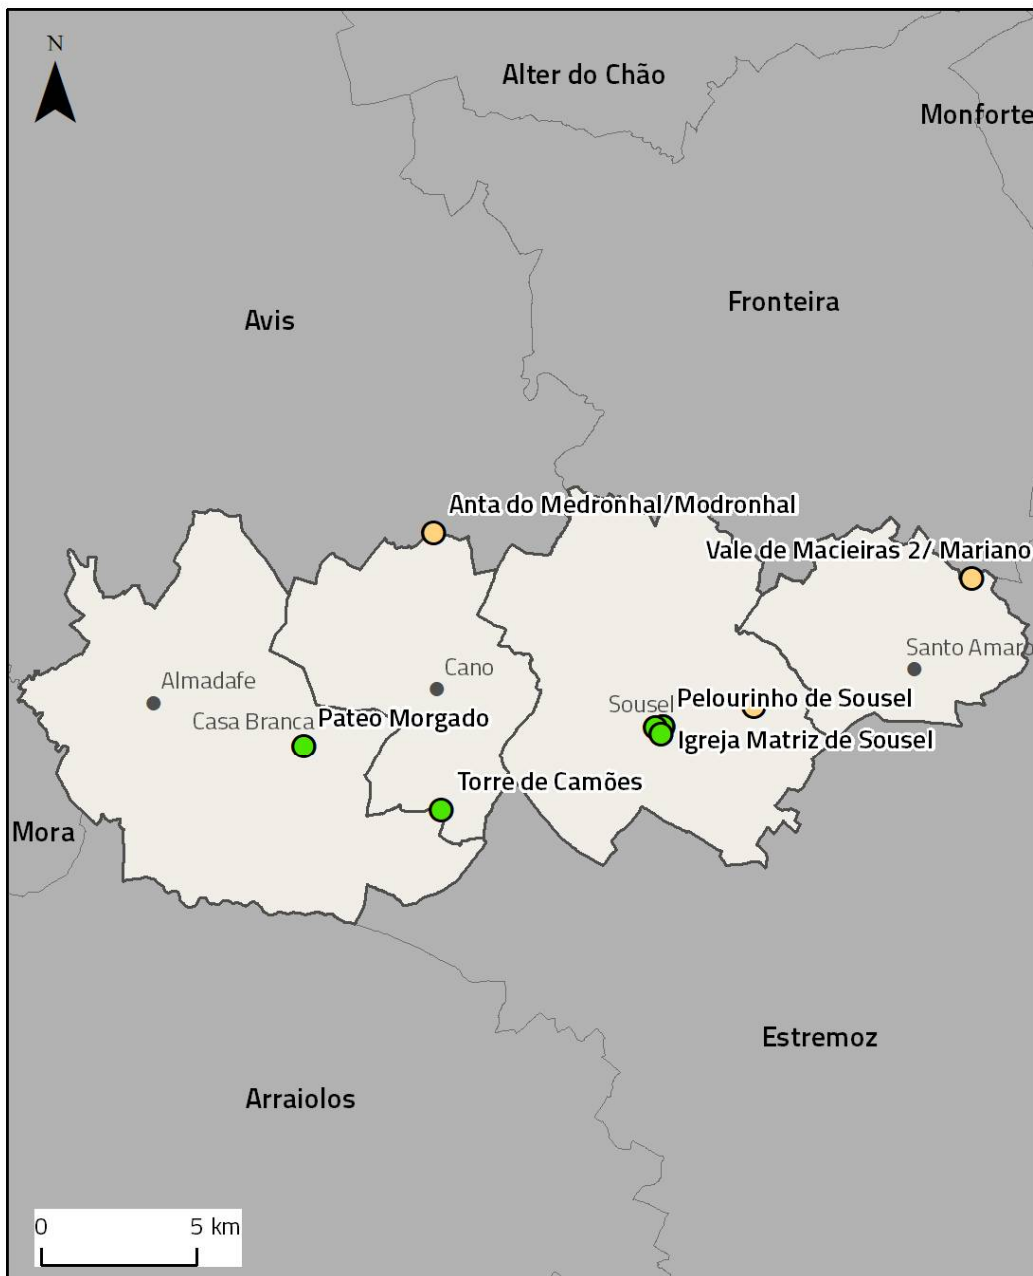 N
Alter do Chão
Monforte
Fronteira
Avis
Anta do Medronhal/Modronhal
Vale de Macieiras 2/ Mariano
Santo Amaro
Cano
Almadafe
Sousel
Pelourinho de Sousel
Casa Branca
Pateo Morgado
Igreja Matriz de Sousel
Torre de Camões
Mora
Estremoz
Arraiolos
0 5 km